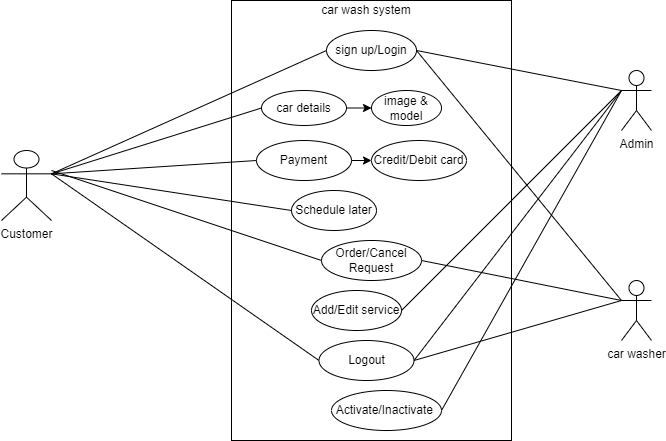 car wash system
sign up/Login
car details
image &
model
Admin
Payment
Credit/Debit card
Schedule later
Customer
Order/Cancel
Request
Add/Edit service
Logout
car washer
Activate/Inactivate